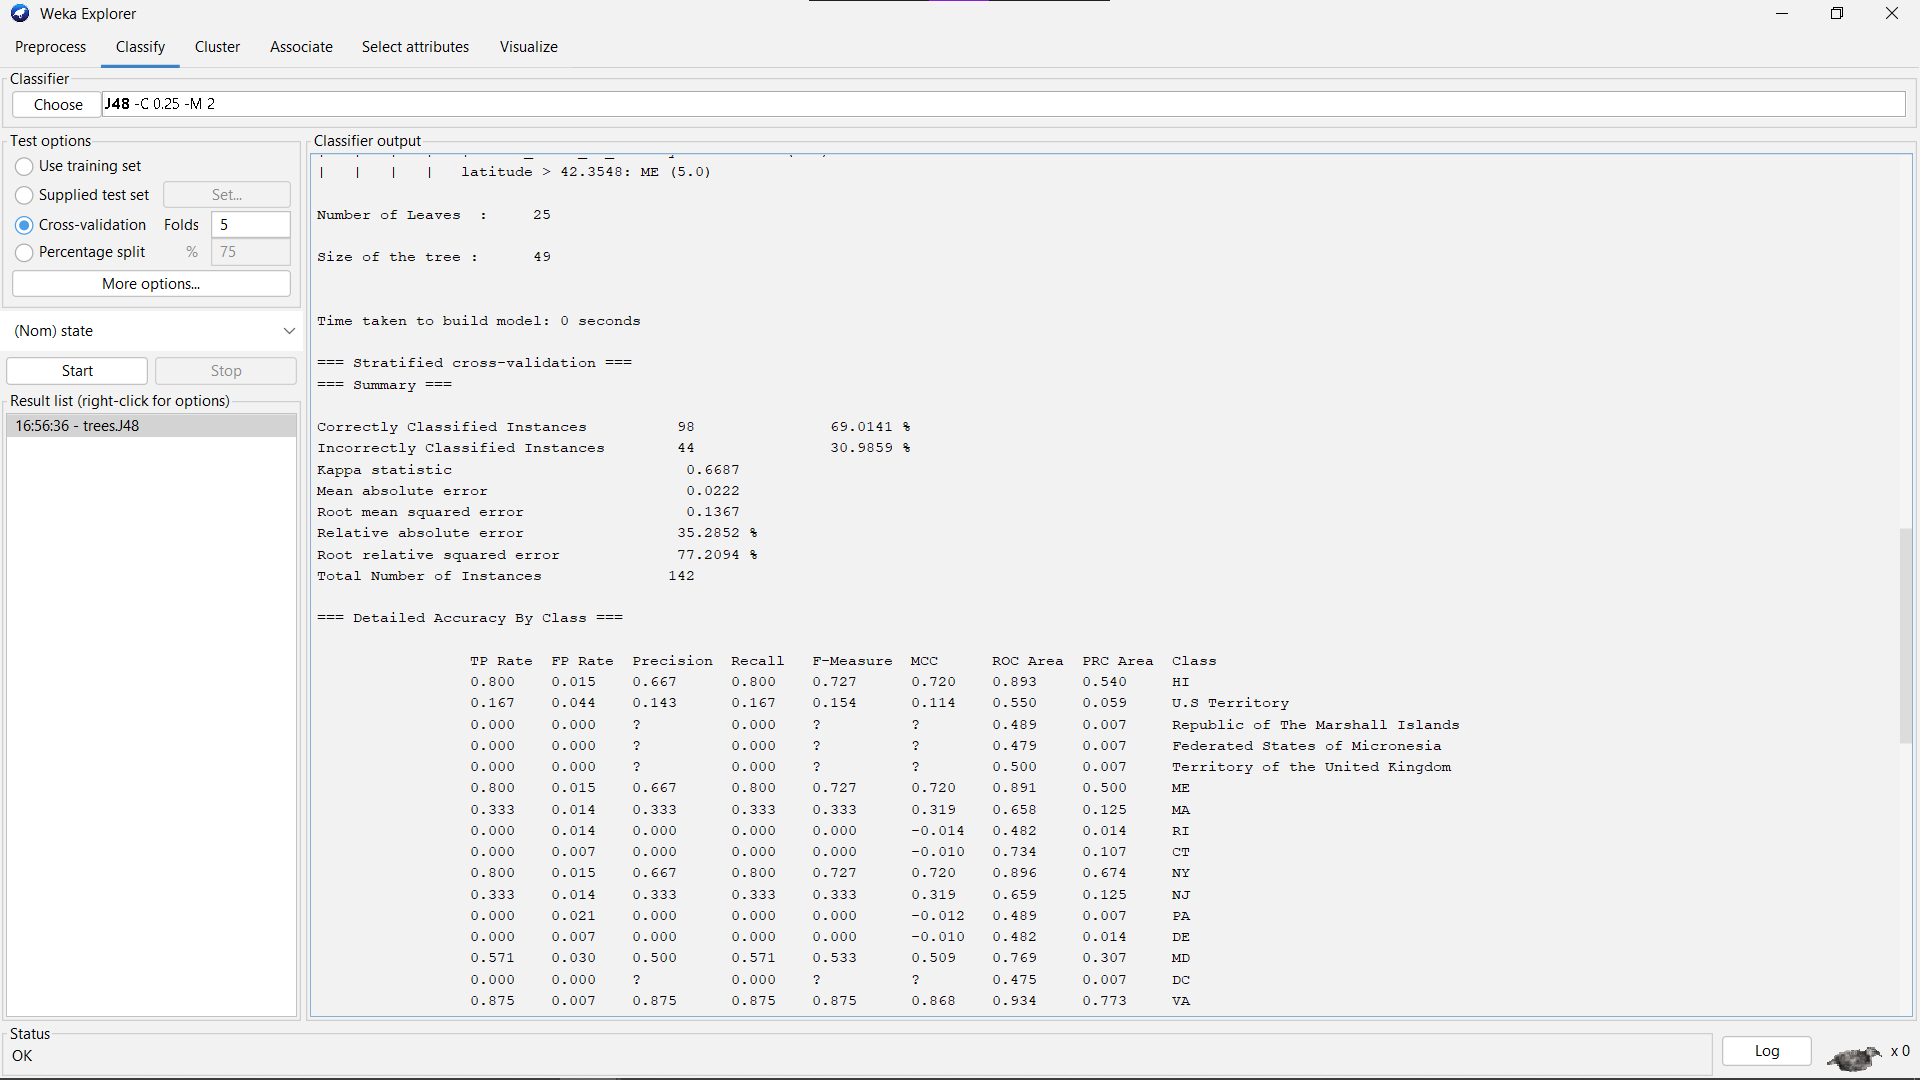 Weka Explorer
Preprocess Classify Cluster Associate Select attributes Visualize
Classifier
Choose J48 -C 0.25 -M 2
Test options
Use training set
Supplied test set Set...
Cross-validation Folds 5
Percentage split % 75
More options...
(Nom) state
Start Stop
Result list (right-click for options)
16:56:36 - trees.J48
Classifier output
| | | | latitude > 42.3548: ME (5.0)
Number of Leaves : 25
Size of the tree : 49
Time taken to build model: 0 seconds
=== Stratified cross-validation ===
=== Summary ===
Correctly Classified Instances 98 69.0141 %
Incorrectly Classified Instances 44 30.9859 %
Kappa statistic 0.6687
Mean absolute error 0.0222
Root mean squared error 0.1367
Relative absolute error 35.2852 %
Root relative squared error 77.2094 %
Total Number of Instances 142
=== Detailed Accuracy By Class ===
TP Rate FP Rate Precision Recall F-Measure MCC ROC Area PRC Area Class
0.800 0.015 0.667 0.800 0.727 0.720 0.893 0.540 HI
0.167 0.044 0.143 0.167 0.154 0.114 0.550 0.059 U.S Territory
0.000 0.000 ? 0.000 ? ? 0.489 0.007 Republic of The Marshall Islands
0.000 0.000 ? 0.000 ? ? 0.479 0.007 Federated States of Micronesia
0.000 0.000 ? 0.000 ? ? 0.500 0.007 Territory of the United Kingdom
0.800 0.015 0.667 0.800 0.727 0.720 0.891 0.500 ME
0.333 0.014 0.333 0.333 0.333 0.319 0.658 0.125 MA
0.000 0.014 0.000 0.000 0.000 -0.014 0.482 0.014 RI
0.000 0.007 0.000 0.000 0.000 -0.010 0.734 0.107 CT
0.800 0.015 0.667 0.800 0.727 0.720 0.896 0.674 NY
0.333 0.014 0.333 0.333 0.333 0.319 0.659 0.125 NJ
0.000 0.021 0.000 0.000 0.000 -0.012 0.489 0.007 PA
0.000 0.007 0.000 0.000 0.000 -0.010 0.482 0.014 DE
0.571 0.030 0.500 0.571 0.533 0.509 0.769 0.307 MD
0.000 0.000 ? 0.000 ? ? 0.475 0.007 DC
0.875 0.007 0.875 0.875 0.875 0.868 0.934 0.773 VA
Status
OK
Log x 0